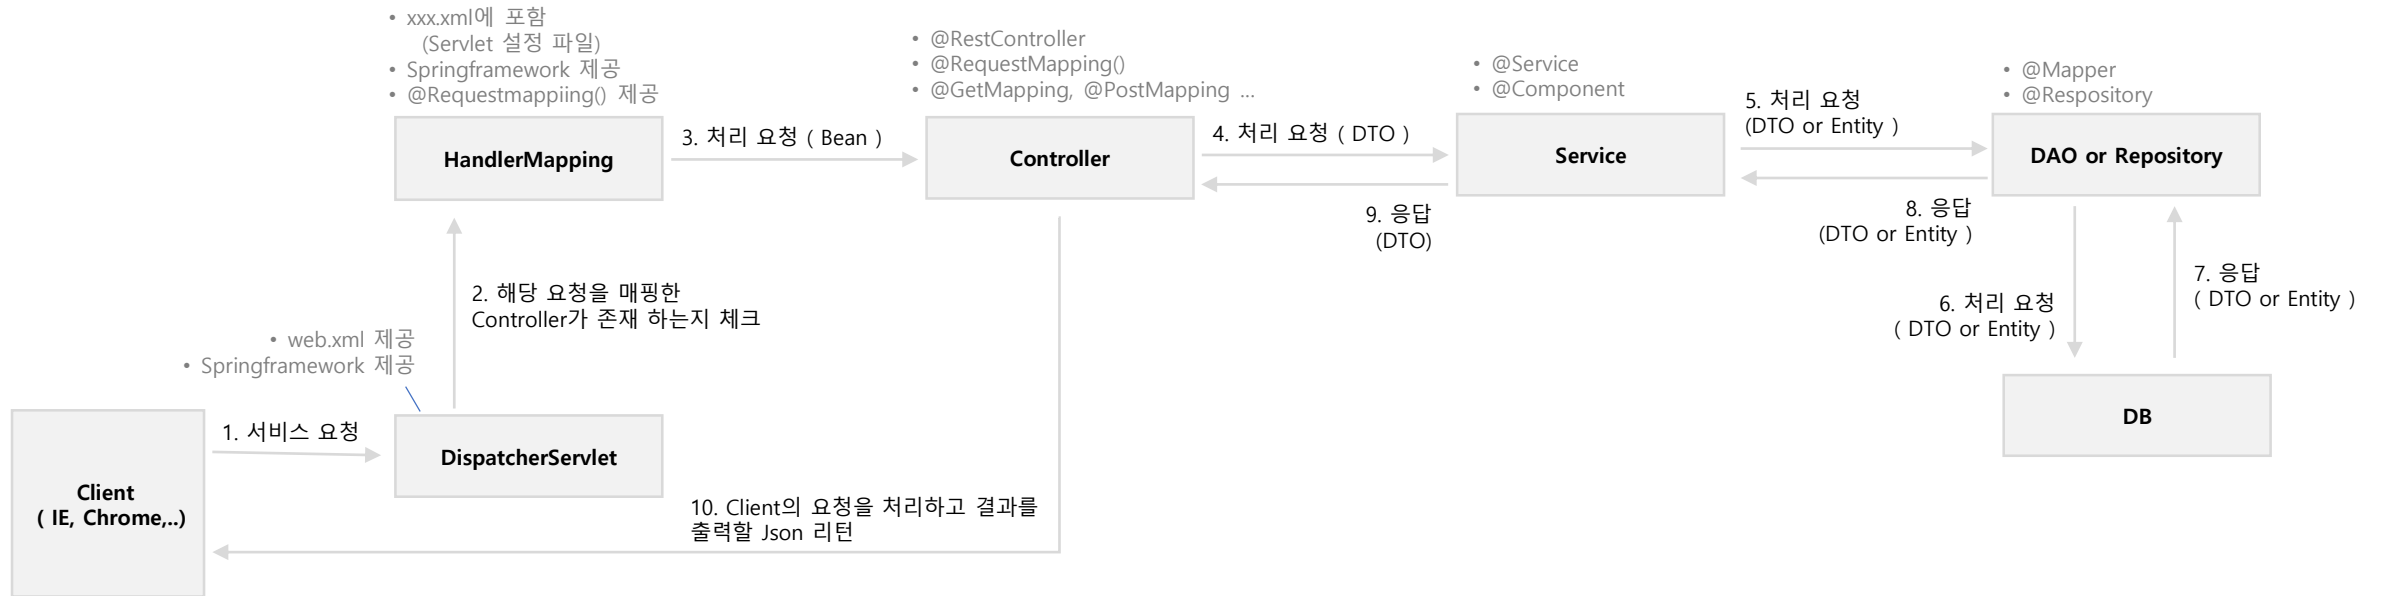 • xxx.xml에 포함
(Servlet 설정 파일)
• Springframework 제공
• @Requestmappiing() 제공
HandlerMapping
3. 처리 요청 ( Bean )
• @RestController
• @RequestMapping()
• @GetMapping, @PostMapping ...
Controller
4. 처리 요청 ( DTO )
9. 응답
(DTO)
• @Service
• @Component
Service
5. 처리 요청
(DTO or Entity )
8. 응답
(DTO or Entity )
• @Mapper
• @Respository
DAO or Repository
6. 처리 요청
( DTO or Entity )
7. 응답
( DTO or Entity )
DB
2. 해당 요청을 매핑한
Controller가 존재 하는지 체크
• web.xml 제공
• Springframework 제공
1. 서비스 요청
DispatcherServlet
Client
( IE, Chrome,..)
10. Client의 요청을 처리하고 결과를
출력할 Json 리턴